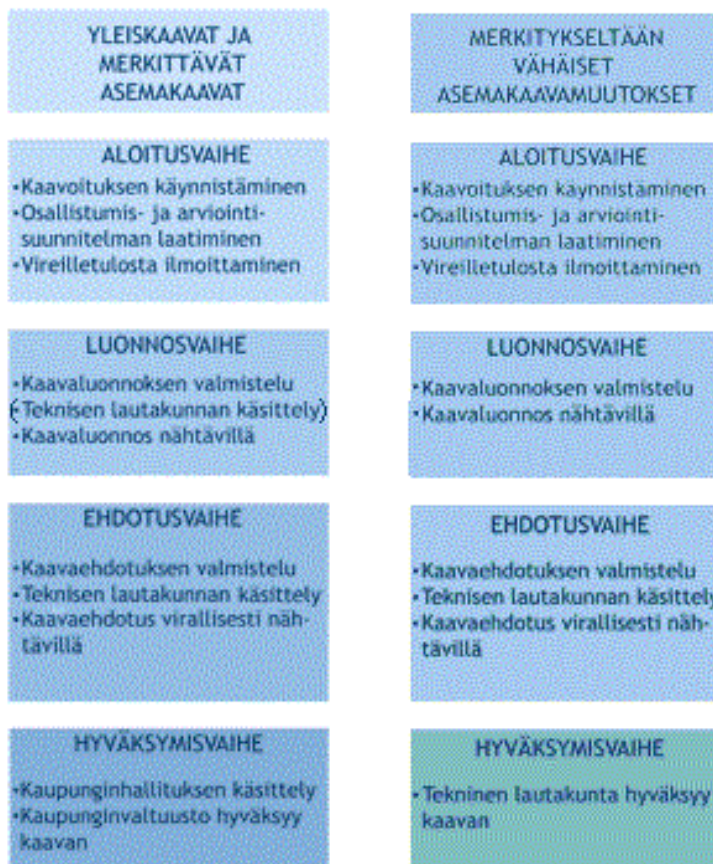 YLEISKAAVAT JA
MERKITTÄVÄT
ASEMAKAAVAT
ALOITUSVAIHE
•Kaavoituksen käynnistäminen
•Osallistumis- ja arviointi-
suunnitelman laatiminen
•Vireilletulosta ilmoittaminen
LUONNOSVAIHE
•Kaavaluonnoksen valmistelu
(•Teknisen lautakunnan käsittely)
•Kaavaluonnos nähtävillä
EHDOTUSVAIHE
•Kaavaehdotuksen valmistelu
•Teknisen lautakunnan käsittely
•Kaavaehdotus virallisesti näh-
tävillä
HYVÄKSYMISVAIHE
•Kaupunginhallituksen käsittely
•Kaupunginvaltuusto hyväksyy
kaavan
MERKITYKSELTÄÄN
VÄHÄISET
ASEMAKAAVAMUUTOKSET
ALOITUSVAIHE
•Kaavoituksen käynnistäminen
•Osallistumis- ja arviointi-
suunnitelman laatiminen
•Vireilletulosta ilmoittaminen
LUONNOSVAIHE
•Kaavaluonnoksen valmistelu
•Kaavaluonnos nähtävillä
EHDOTUSVAIHE
•Kaavaehdotuksen valmistelu
•Teknisen lautakunnan käsittely
•Kaavaehdotus virallisesti näh-
tävillä
HYVÄKSYMISVAIHE
•Tekninen lautakunta hyväksyy
kaavan